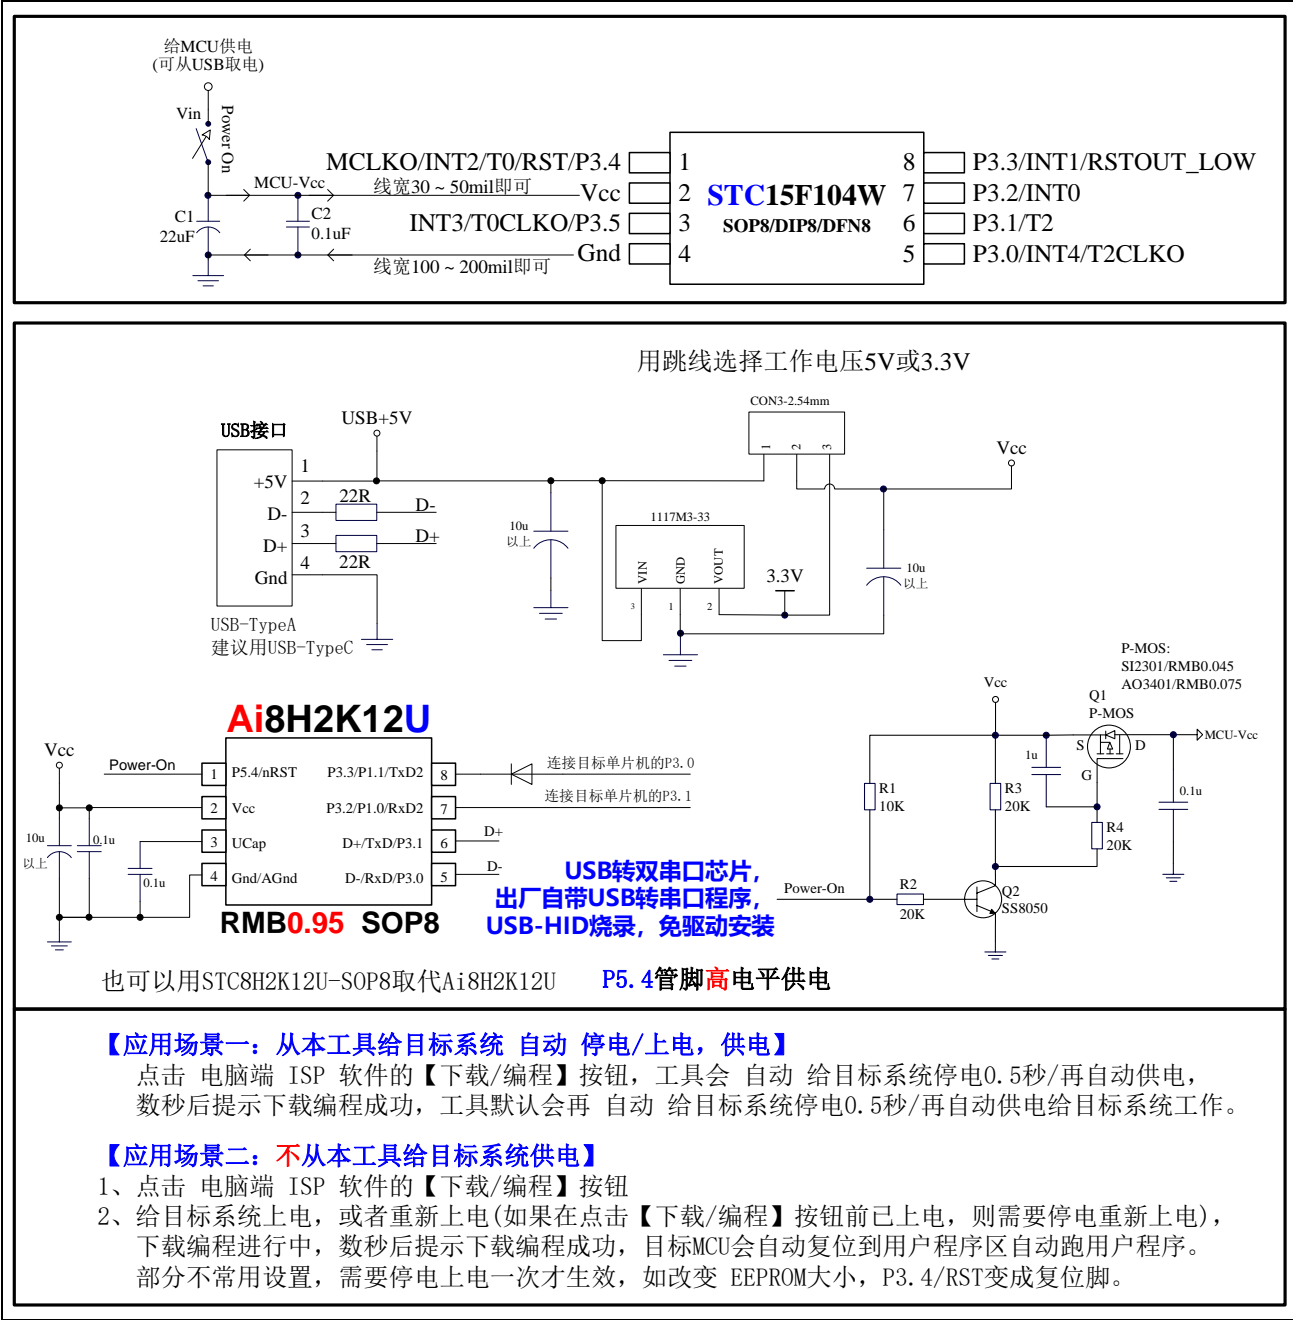 给MCU供电
(可从USB取电)
Vin
Power On
MCU-Vcc
C1
22uF
C2
0.1uF
线宽30 ~ 50mil即可
线宽100 ~ 200mil即可
MCLKO/INT2/T0/RST/P3.4
Vcc
INT3/T0CLKO/P3.5
Gnd
1
2
3
4
STC15F104W
SOP8/DIP8/DFN8
8
7
6
5
P3.3/INT1/RSTOUT_LOW
P3.2/INT0
P3.1/T2
P3.0/INT4/T2CLKO
用跳线选择工作电压5V或3.3V
CON3-2.54mm
1
2
3
USB接口
USB+5V
+5V
D-
D+
Gnd
1
2
3
4
22R
22R
D-
D+
USB-TypeA
建议用USB-TypeC
10u
以上
1117M3-33
VIN
GND
VOUT
3
1
2
3.3V
Vcc
10u
以上
Ai8H2K12U
Vcc
Power-On
10u
以上
0.1u
0.1u
1
2
3
4
P5.4/nRST
Vcc
UCap
Gnd/AGnd
P3.3/P1.1/TxD2
P3.2/P1.0/RxD2
D+/TxD/P3.1
D-/RxD/P3.0
8
7
6
5
连接目标单片机的P3.0
连接目标单片机的P3.1
D+
D-
RMB0.95 SOP8
USB转双串口芯片,
出厂自带USB转串口程序,
USB-HID烧录, 免驱动安装
P-MOS:
SI2301/RMB0.045
AO3401/RMB0.075
Vcc
Q1
P-MOS
S
D
G
MCU-Vcc
1u
0.1u
R1
10K
R3
20K
R4
20K
Power-On
R2
20K
Q2
SS8050
也可以用STC8H2K12U-SOP8取代Ai8H2K12U
P5.4管脚高电平供电
【应用场景一: 从本工具给目标系统 自动 停电/上电, 供电】
点击 电脑端 ISP 软件的【下载/编程】按钮, 工具会 自动 给目标系统停电0.5秒/再自动供电,
数秒后提示下载编程成功, 工具默认会再 自动 给目标系统停电0.5秒/再自动供电给目标系统工作。
【应用场景二: 不从本工具给目标系统供电】
1、点击 电脑端 ISP 软件的【下载/编程】按钮
2、给目标系统上电, 或者重新上电(如果在点击【下载/编程】按钮前已上电, 则需要停电重新上电),
下载编程进行中, 数秒后提示下载编程成功, 目标MCU会自动复位到用户程序区自动跑用户程序。
部分不常用设置, 需要停电上电一次才生效, 如改变 EEPROM大小, P3.4/RST变成复位脚。